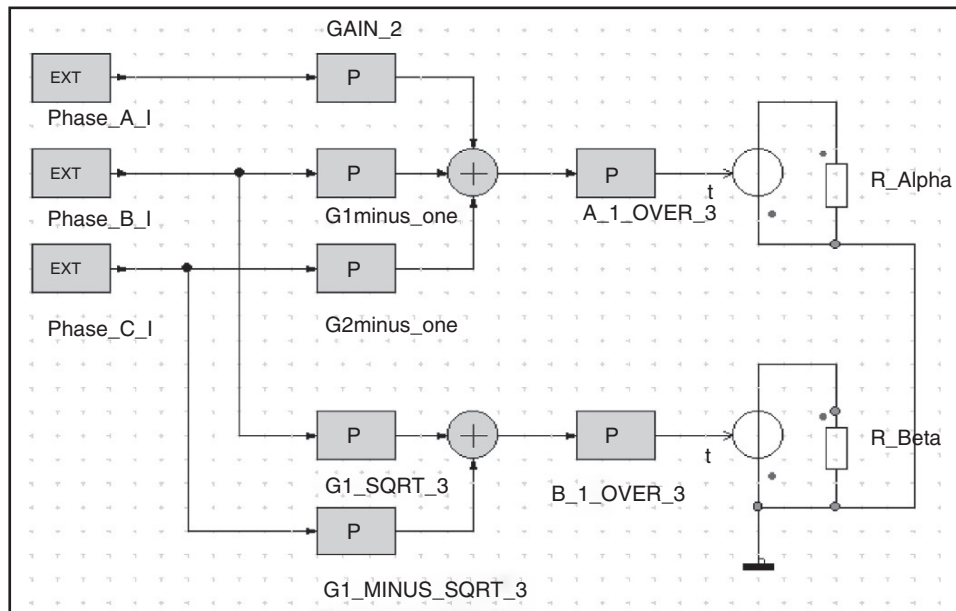 GAIN_2
EXT
P
Phase_A_I
EXT
P
P
t
R_Alpha
Phase_B_I
G1minus_one
A_1_OVER_3
EXT
P
Phase_C_I
G2minus_one
P
P
t
R_Beta
G1_SQRT_3
B_1_OVER_3
P
G1_MINUS_SQRT_3